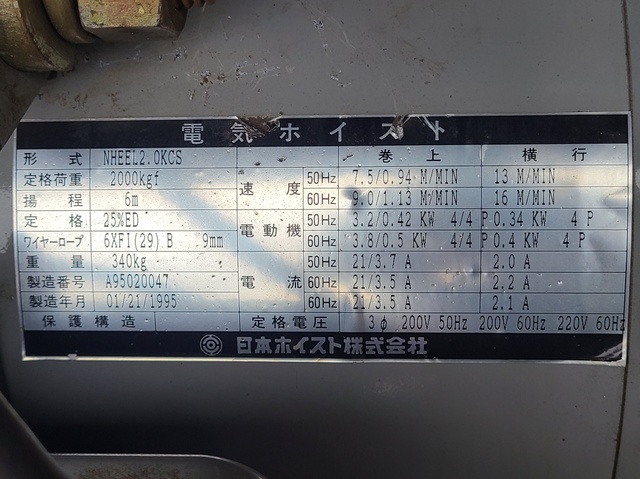 電気ホイスト
形式 NHEEL2.0KCS 巻上 横行
定格荷重 2000kgf 速度 50Hz 7.5/0.94 M/MIN 13 M/MIN
揚程 6m 60Hz 9.0/1.13 M/MIN 16 M/MIN
定格 25%ED 電動機 50Hz 3.2/0.42 KW 4/4 P 0.34 KW 4 P
ワイヤーロープ 6XFI(29).B 9mm 60Hz 3.8/0.5 KW 4/4 P 0.4 KW 4 P
重量 340kg 電流 50Hz 21/3.7 A 2.0 A
製造番号 A95020047 60Hz 21/3.5 A 2.2 A
製造年月 01/21/1995 60Hz 21/3.5 A 2.1 A
保護構造 定格電圧 3φ 200V 50Hz 200V 60Hz 220V 60Hz
日本ホイスト株式会社